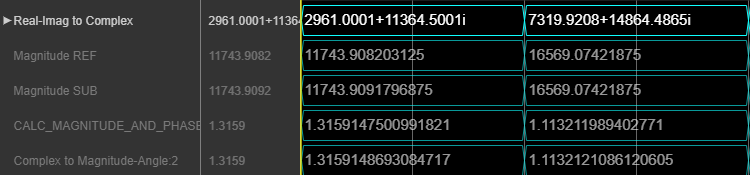 Real-Imag to Complex 2961.0001+11364 2961.0001+11364.5001i 7319.9208+14864.4865i
Magnitude REF 11743.9082 11743.908203125 16569.07421875
Magnitude SUB 11743.9092 11743.9091796875 16569.07421875
CALC_MAGNITUDE_AND_PHASE 1.3159 1.3159147500991821 1.113211989402771
Complex to Magnitude-Angle:2 1.3159 1.3159148693084717 1.1132121086120605